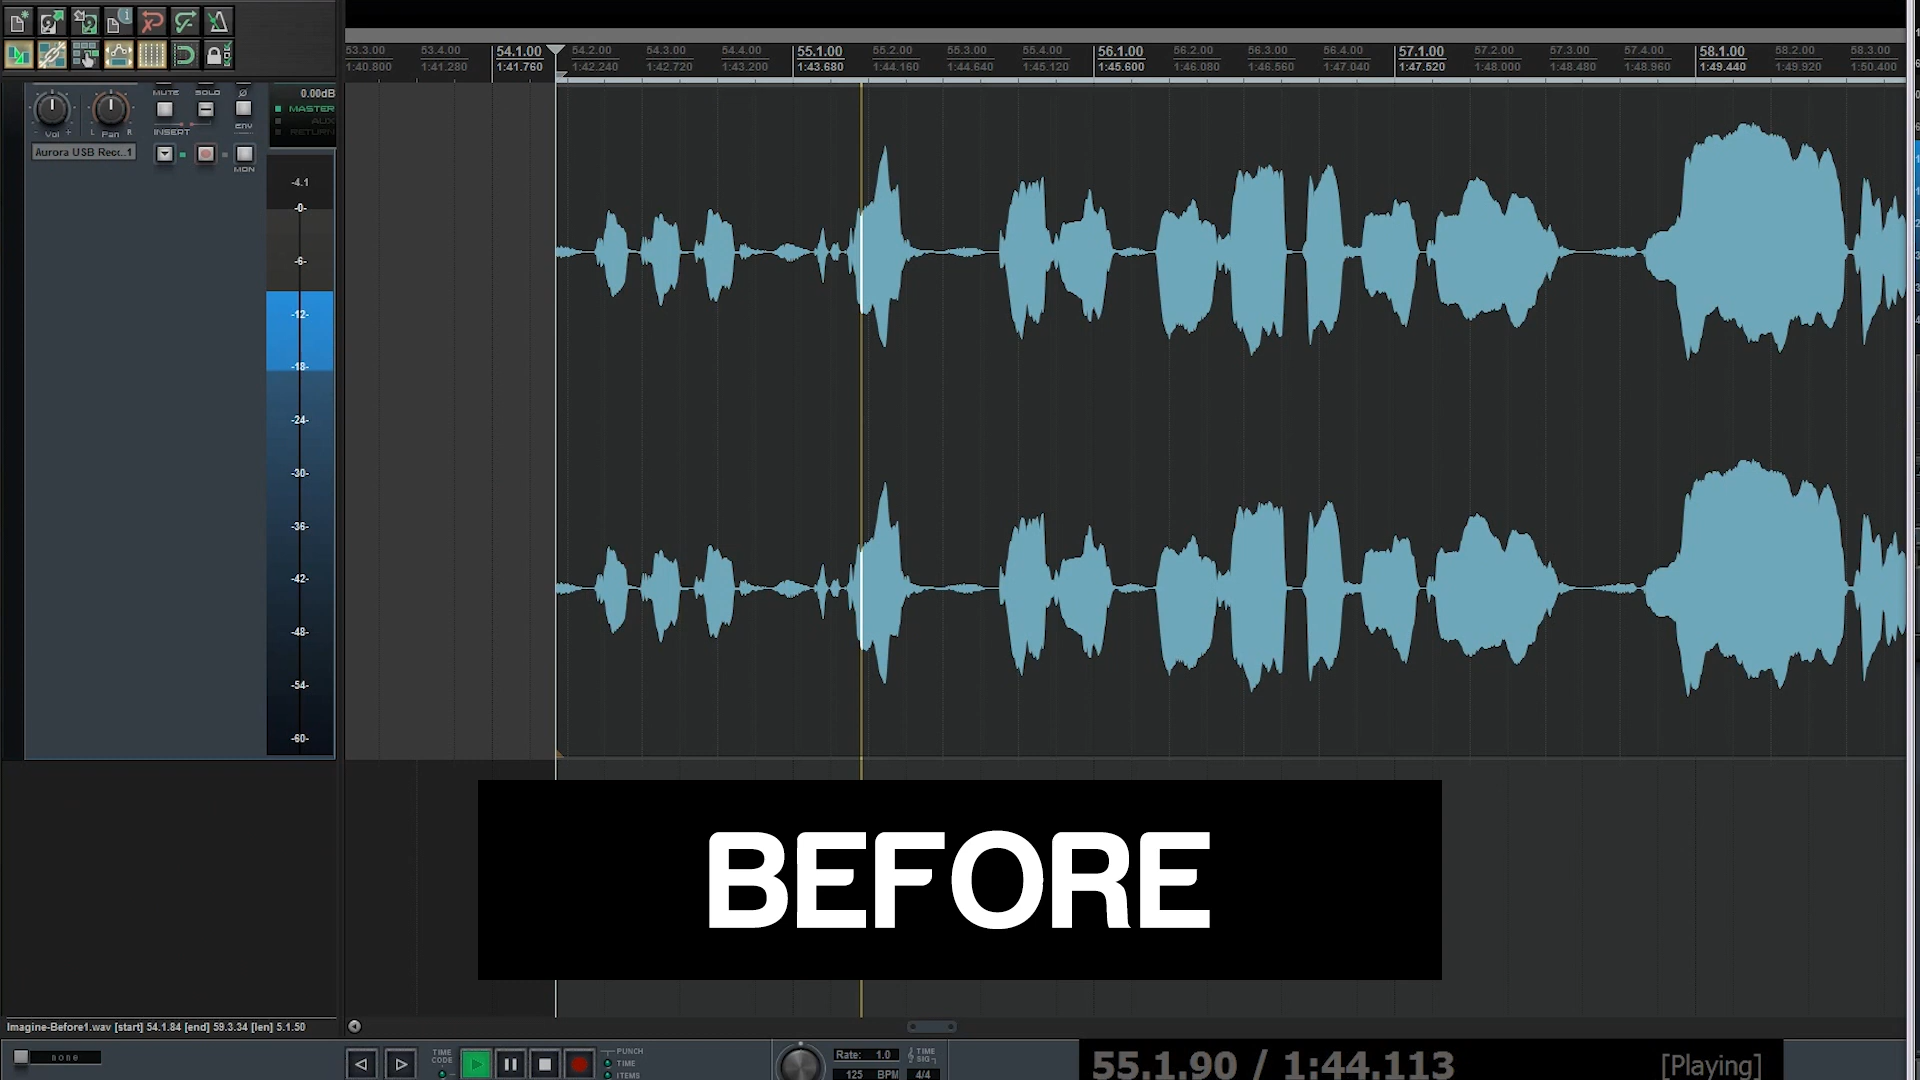 53.3.00 53.4.00 54.1.00 54.2.00 54.3.00 54.4.00 55.1.00 55.2.00 55.3.00 55.4.00 56.1.00 56.2.00 56.3.00 56.4.00 57.1.00 57.2.00 57.3.00 57.4.00 58.1.00 58.2.00 58.3.00
1:40.800 1:41.280 1:41.760 1:42.240 1:42.720 1:43.200 1:43.680 1:44.160 1:44.640 1:45.120 1:45.600 1:46.080 1:46.560 1:47.040 1:47.520 1:48.000 1:48.480 1:48.960 1:49.440 1:49.920 1:50.400
MUTE SOLO Ø 0.00dB
MASTER
AUX
RETURN
ENV
Vol L Pan R INSERT
Aurora USB Rec..1
MON
-4.1
-0-
-6-
-12-
-18-
-24-
-30-
-36-
-42-
-48-
-54-
-60-
BEFORE
Imagine-Before1.wav [start] 54.1.84 [end] 59.3.34 [len] 5.1.50
none
TIME CODE
PUNCH
TIME
ITEMS
Rate: 1.0
125 BPM
TIME SIG
4/4
55.1.90 / 1:44.113 [Playing]